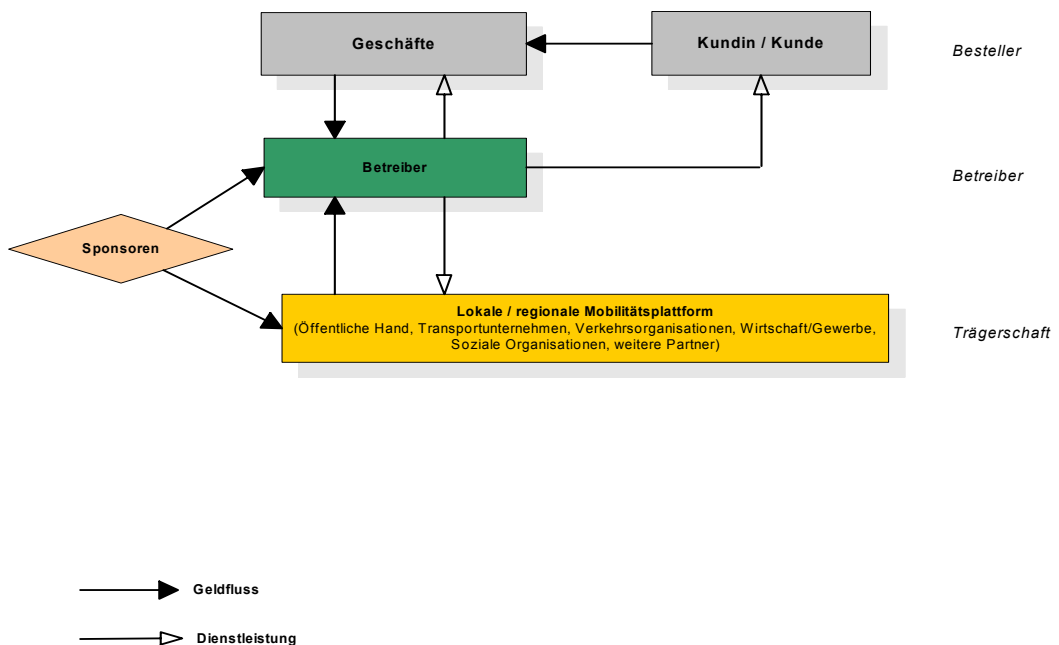 Geschäfte
Kundin / Kunde
Besteller
Betreiber
Betreiber
Sponsoren
Lokale / regionale Mobilitätsplattform
(Öffentliche Hand, Transportunternehmen, Verkehrsorganisationen, Wirtschaft/Gewerbe,
Soziale Organisationen, weitere Partner)
Trägerschaft
Geldfluss
Dienstleistung